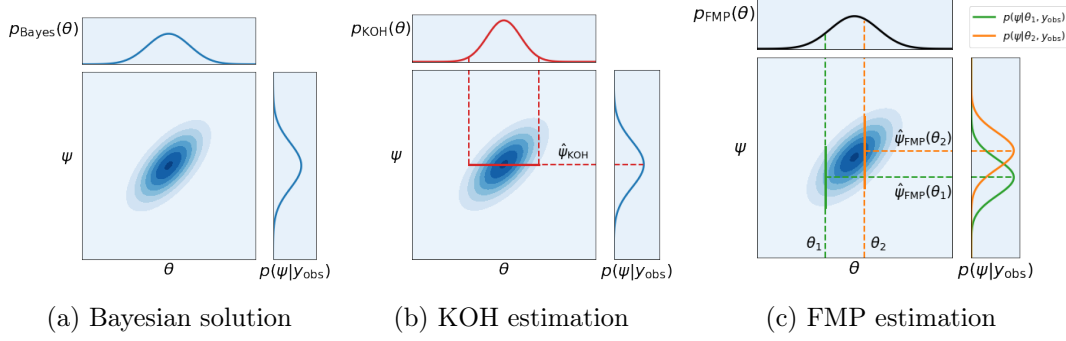 p_Bayes(θ)
ψ
θ
p(ψ|y_obs)
(a) Bayesian solution
p_KOH(θ)
ψ
ψ̂_KOH
θ
p(ψ|y_obs)
(b) KOH estimation
p_FMP(θ)
p(ψ|θ₁, y_obs)
p(ψ|θ₂, y_obs)
ψ
ψ̂_FMP(θ₂)
ψ̂_FMP(θ₁)
θ₁
θ₂
θ
p(ψ|y_obs)
(c) FMP estimation